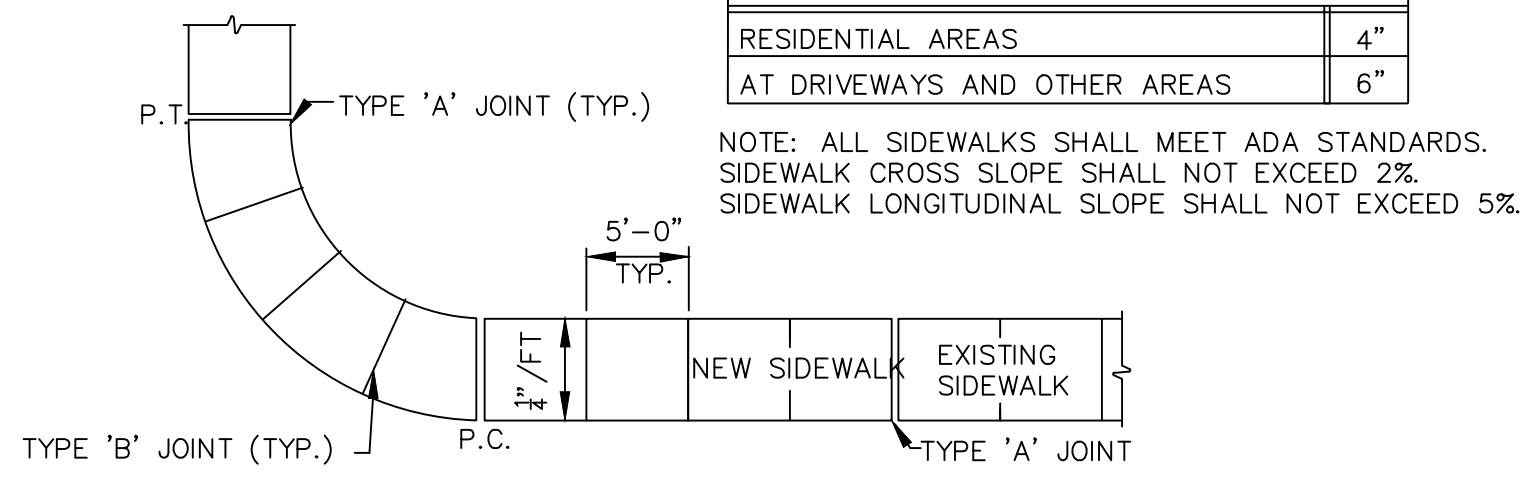 RESIDENTIAL AREAS 4"
AT DRIVEWAYS AND OTHER AREAS 6"
P.T.
TYPE 'A' JOINT (TYP.)
NOTE: ALL SIDEWALKS SHALL MEET ADA STANDARDS.
SIDEWALK CROSS SLOPE SHALL NOT EXCEED 2%.
SIDEWALK LONGITUDINAL SLOPE SHALL NOT EXCEED 5%.
5'-0"
TYP.
1/4"/FT
NEW SIDEWALK
EXISTING
SIDEWALK
TYPE 'B' JOINT (TYP.)
P.C.
TYPE 'A' JOINT